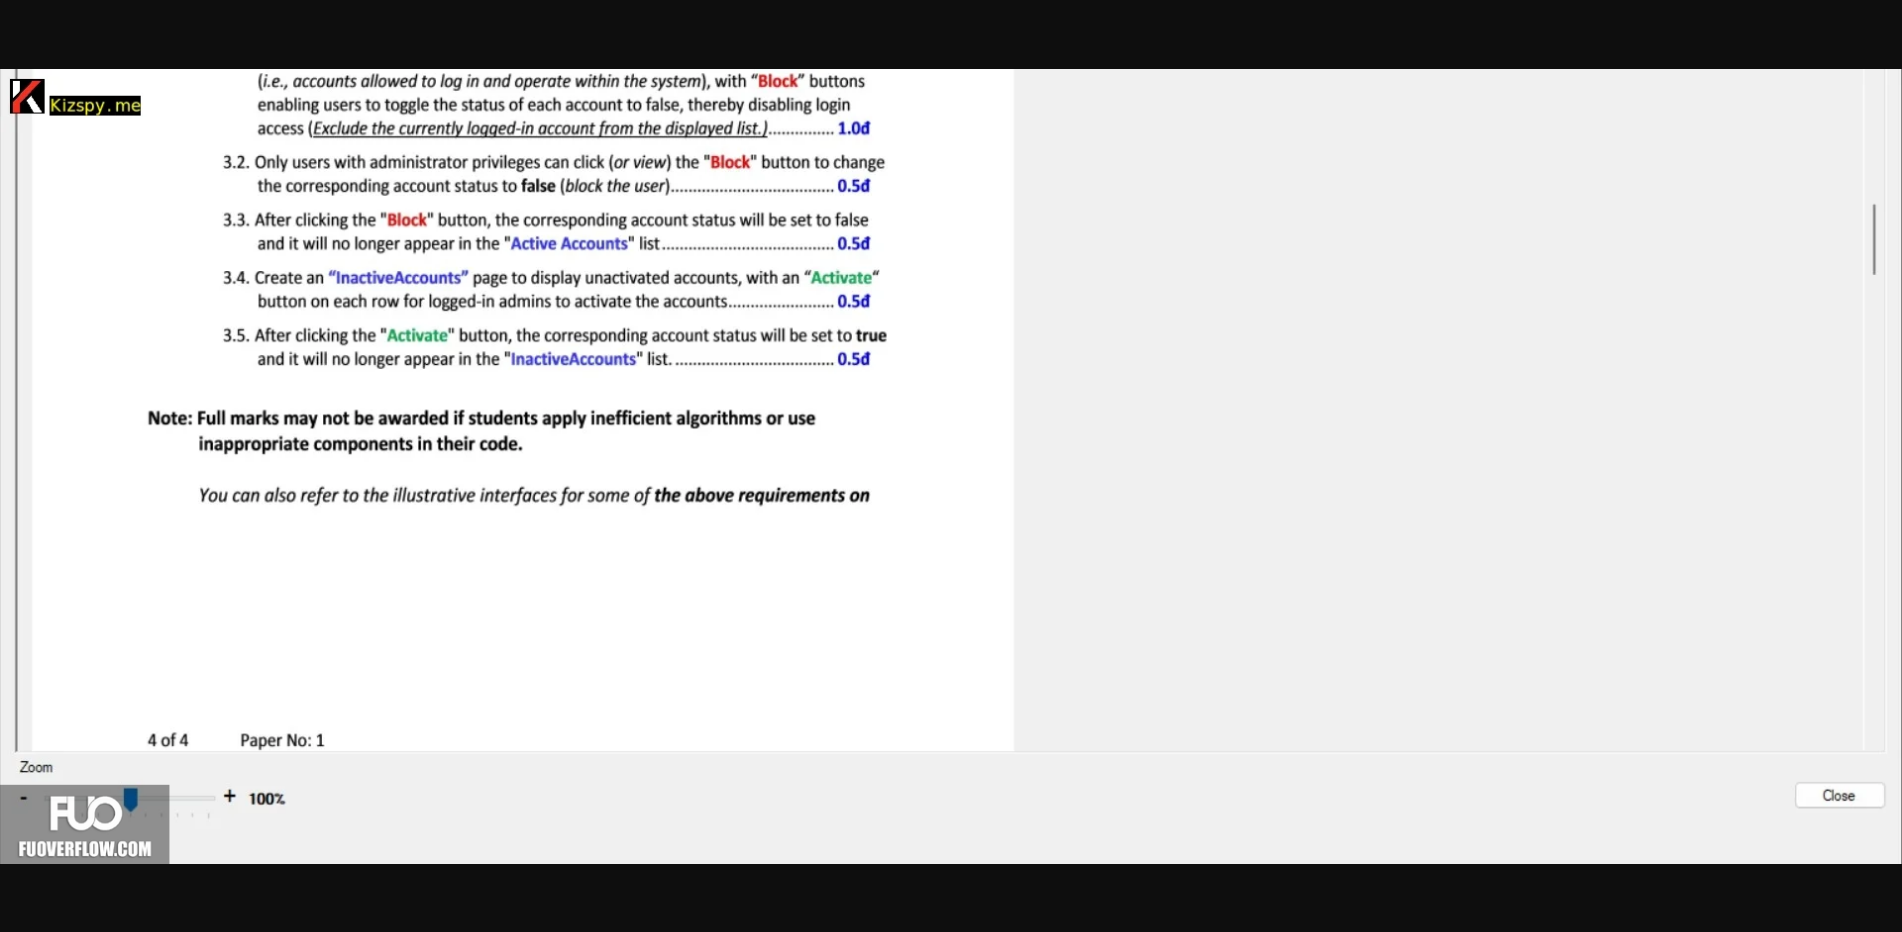 (i.e., accounts allowed to log in and operate within the system), with “Block” buttons
Kizspy.me
enabling users to toggle the status of each account to false, thereby disabling login
access (Exclude the currently logged-in account from the displayed list.)............... 1.0đ
3.2. Only users with administrator privileges can click (or view) the "Block" button to change
the corresponding account status to false (block the user)..................................... 0.5đ
3.3. After clicking the "Block" button, the corresponding account status will be set to false
and it will no longer appear in the "Active Accounts" list....................................... 0.5đ
3.4. Create an “InactiveAccounts” page to display unactivated accounts, with an “Activate“
button on each row for logged-in admins to activate the accounts........................ 0.5đ
3.5. After clicking the "Activate" button, the corresponding account status will be set to true
and it will no longer appear in the "InactiveAccounts" list..................................... 0.5đ
Note: Full marks may not be awarded if students apply inefficient algorithms or use
inappropriate components in their code.
You can also refer to the illustrative interfaces for some of the above requirements on
4 of 4 Paper No: 1
Zoom
- + 100%
Close
FUO
FUOVERFLOW.COM